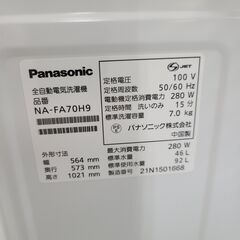 Panasonic
全自動電気洗濯機
品番
NA-FA70H9
外形寸法
幅 564 mm
奥行 573 mm
高さ 1021 mm
JET
定格電圧 100 V
定格周波数 50/60 Hz
電動機定格消費電力 280 W
定格時間 洗いのみ 15 分
標準洗濯容量 7.0 kg
パナソニック株式会社
中国製
最大消費電力 280 W
標準水量 46 L
標準使用水量 92 L
製造番号 21N1501668